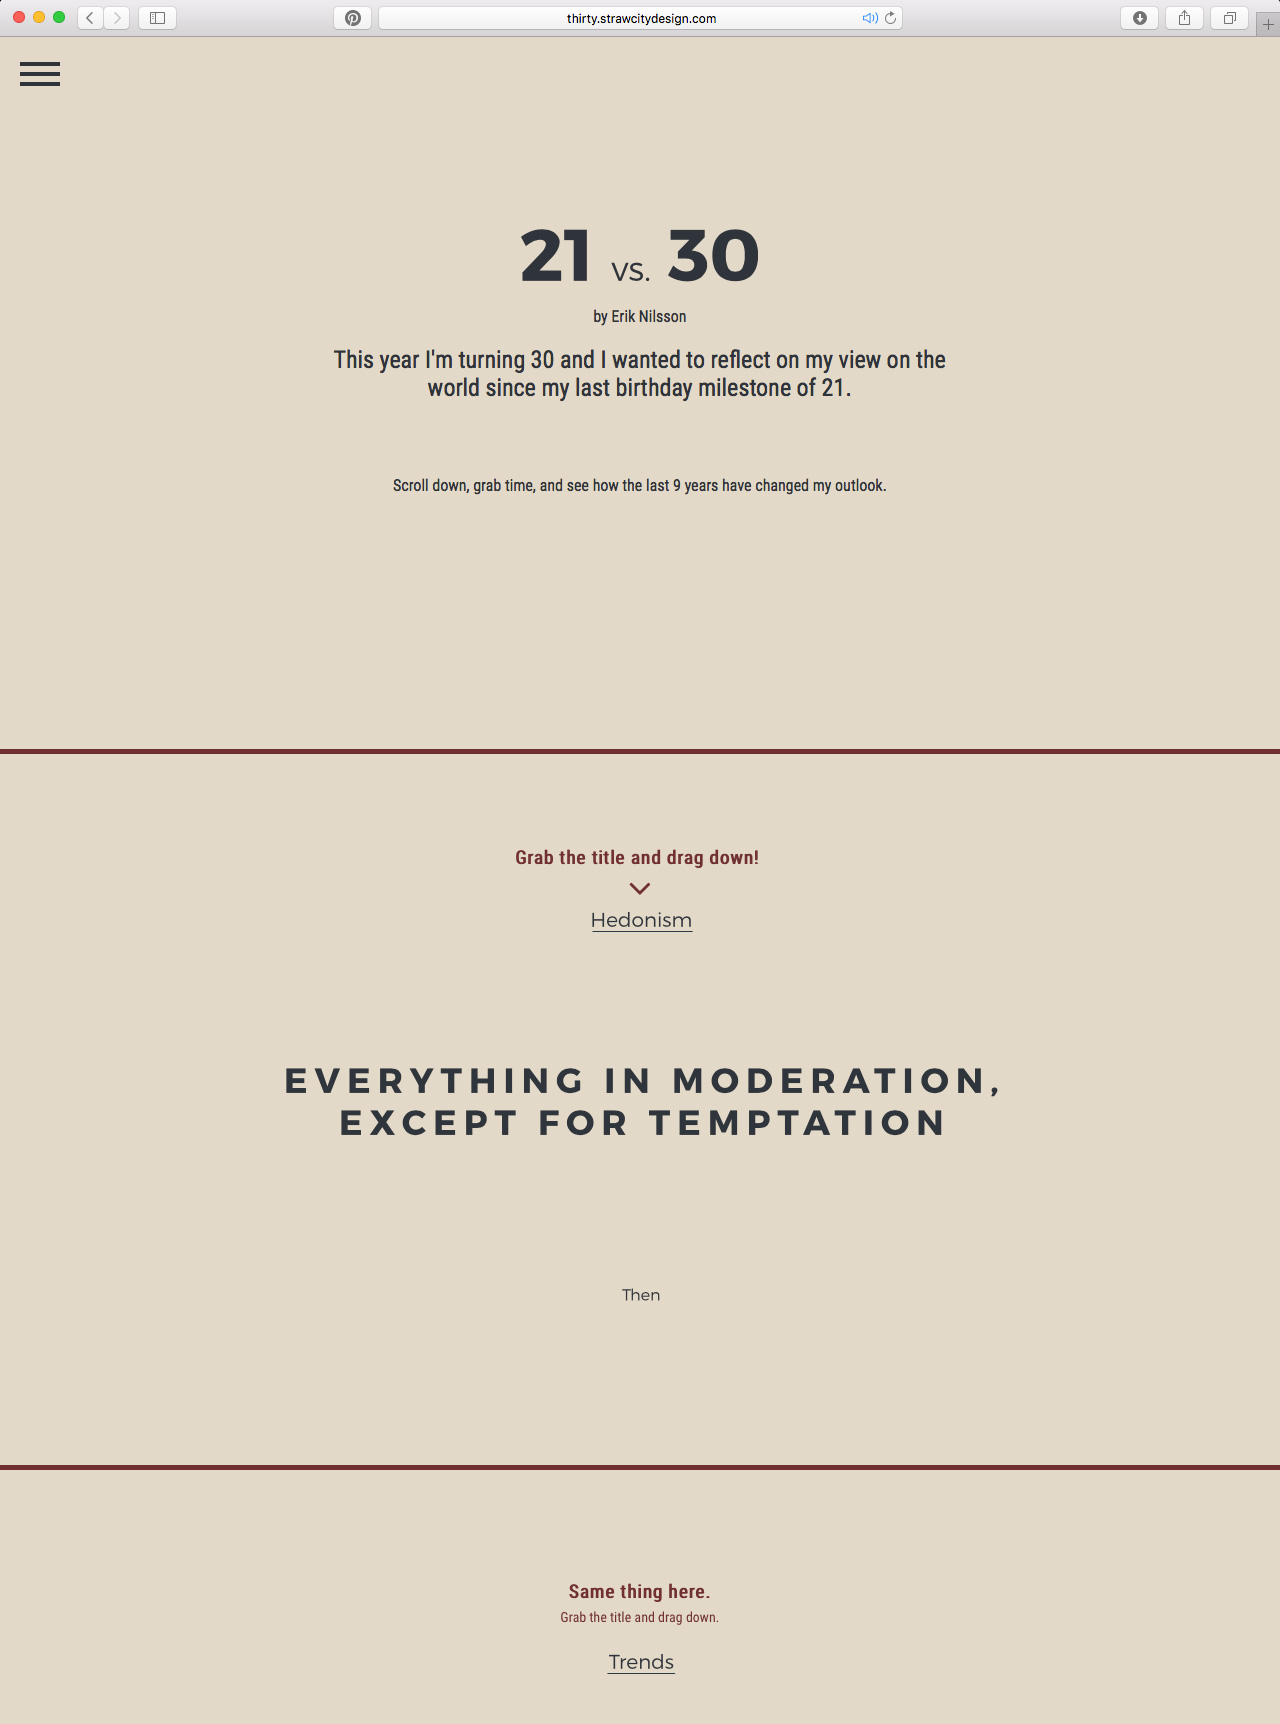 thirty.strawcitydesign.com
21 vs. 30
by Erik Nilsson
This year I'm turning 30 and I wanted to reflect on my view on the
world since my last birthday milestone of 21.
Scroll down, grab time, and see how the last 9 years have changed my outlook.
Grab the title and drag down!
Hedonism
EVERYTHING IN MODERATION,
EXCEPT FOR TEMPTATION
Then
Same thing here.
Grab the title and drag down.
Trends